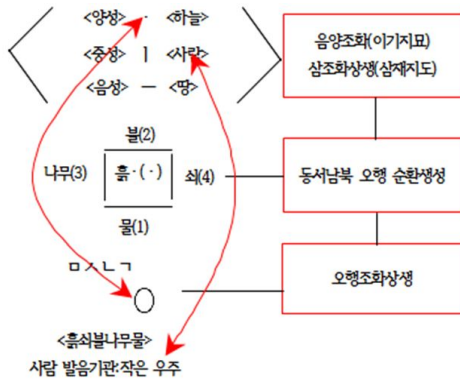 <양성> · <하늘>
<중성> ㅣ <사람>
<음성> ㅡ <땅>
음양조화(이기지묘)
삼조화상생(삼재지도)
불(2)
나무(3) 흙·(·) 쇠(4)
물(1)
동서남북 오행 순환생성
ㅁㅅㄴㄱ
ㅇ
오행조화상생
<흙쇠불나무물>
사람 발음기관:작은 우주